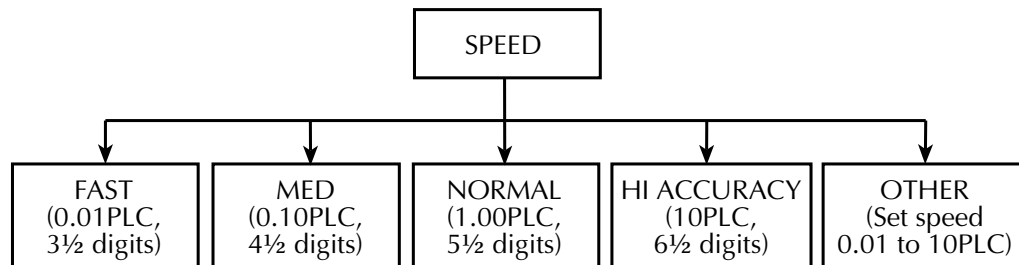 SPEED
FAST
(0.01PLC,
3½ digits)
MED
(0.10PLC,
4½ digits)
NORMAL
(1.00PLC,
5½ digits)
HI ACCURACY
(10PLC,
6½ digits)
OTHER
(Set speed
0.01 to 10PLC)